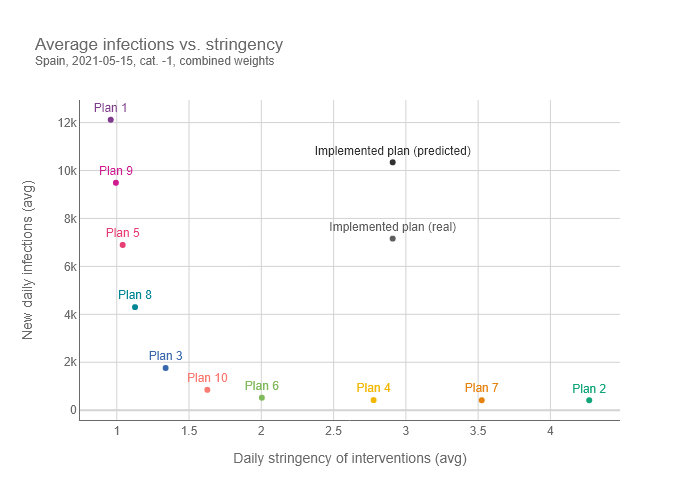 Average infections vs. stringency
Spain, 2021-05-15, cat. -1, combined weights
Plan 1
12k
Implemented plan (predicted)
10k
Plan 9
8k
Implemented plan (real)
Plan 5
6k
Plan 8
4k
Plan 3
2k
Plan 10
Plan 6
Plan 4
Plan 7
Plan 2
0
1
1.5
2
2.5
3
3.5
4
New daily infections (avg)
Daily stringency of interventions (avg)